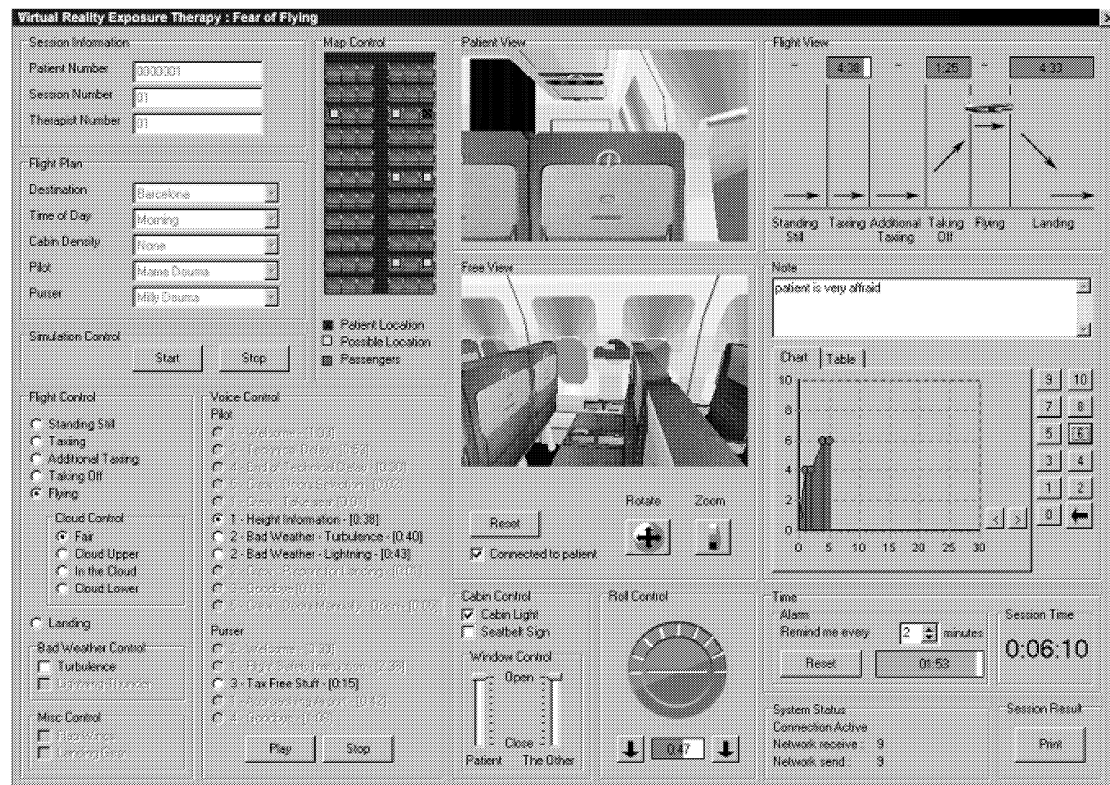 Virtual Reality Exposure Therapy : Fear of Flying
Session Information
Patient Number 0000001
Session Number 01
Therapist Number 01
Flight Plan
Destination Barcelona
Time of Day Morning
Cabin Density None
Pilot Mame Douma
Purser Milly Douma
Simulation Control
Start Stop
Flight Control
Standing Still
Taxing
Additional Taxing
Taking Off
Flying
Cloud Control
Fair
Cloud Upper
In the Cloud
Cloud Lower
Landing
Bad Weather Control
Turbulence
Misc Control
Map Control
Patient Location
Possible Location
Passengers
Voice Control
Pilot
1 - Height Information - [0:38]
2 - Bad Weather - Turbulence - [0:40]
2 - Bad Weather - Lightning - [0:43]
Purser
3 - Tax Free Stuff - [0:15]
Play Stop
Patient View
Free View
Reset
Connected to patient
Rotate Zoom
Cabin Control
Cabin Light
Seatbelt Sign
Window Control
Open
Close
Patient The Other
Roll Control
0:47
Flight View
- 4:38 - 1:25 - 4:33
Standing Still
Taxing
Additional Taxing
Taking Off
Flying
Landing
Note
patient is very affraid
Chart Table
10
8
6
4
2
0
0 5 10 15 20 25 30
< >
9 10
7 8
5 6
3 4
1 2
0
Time
Alarm
Remind me every 2 minutes
Reset 01:53
Session Time
0:06:10
System Status
Connection Active
Network receive : 9
Network send : 9
Session Result
Print